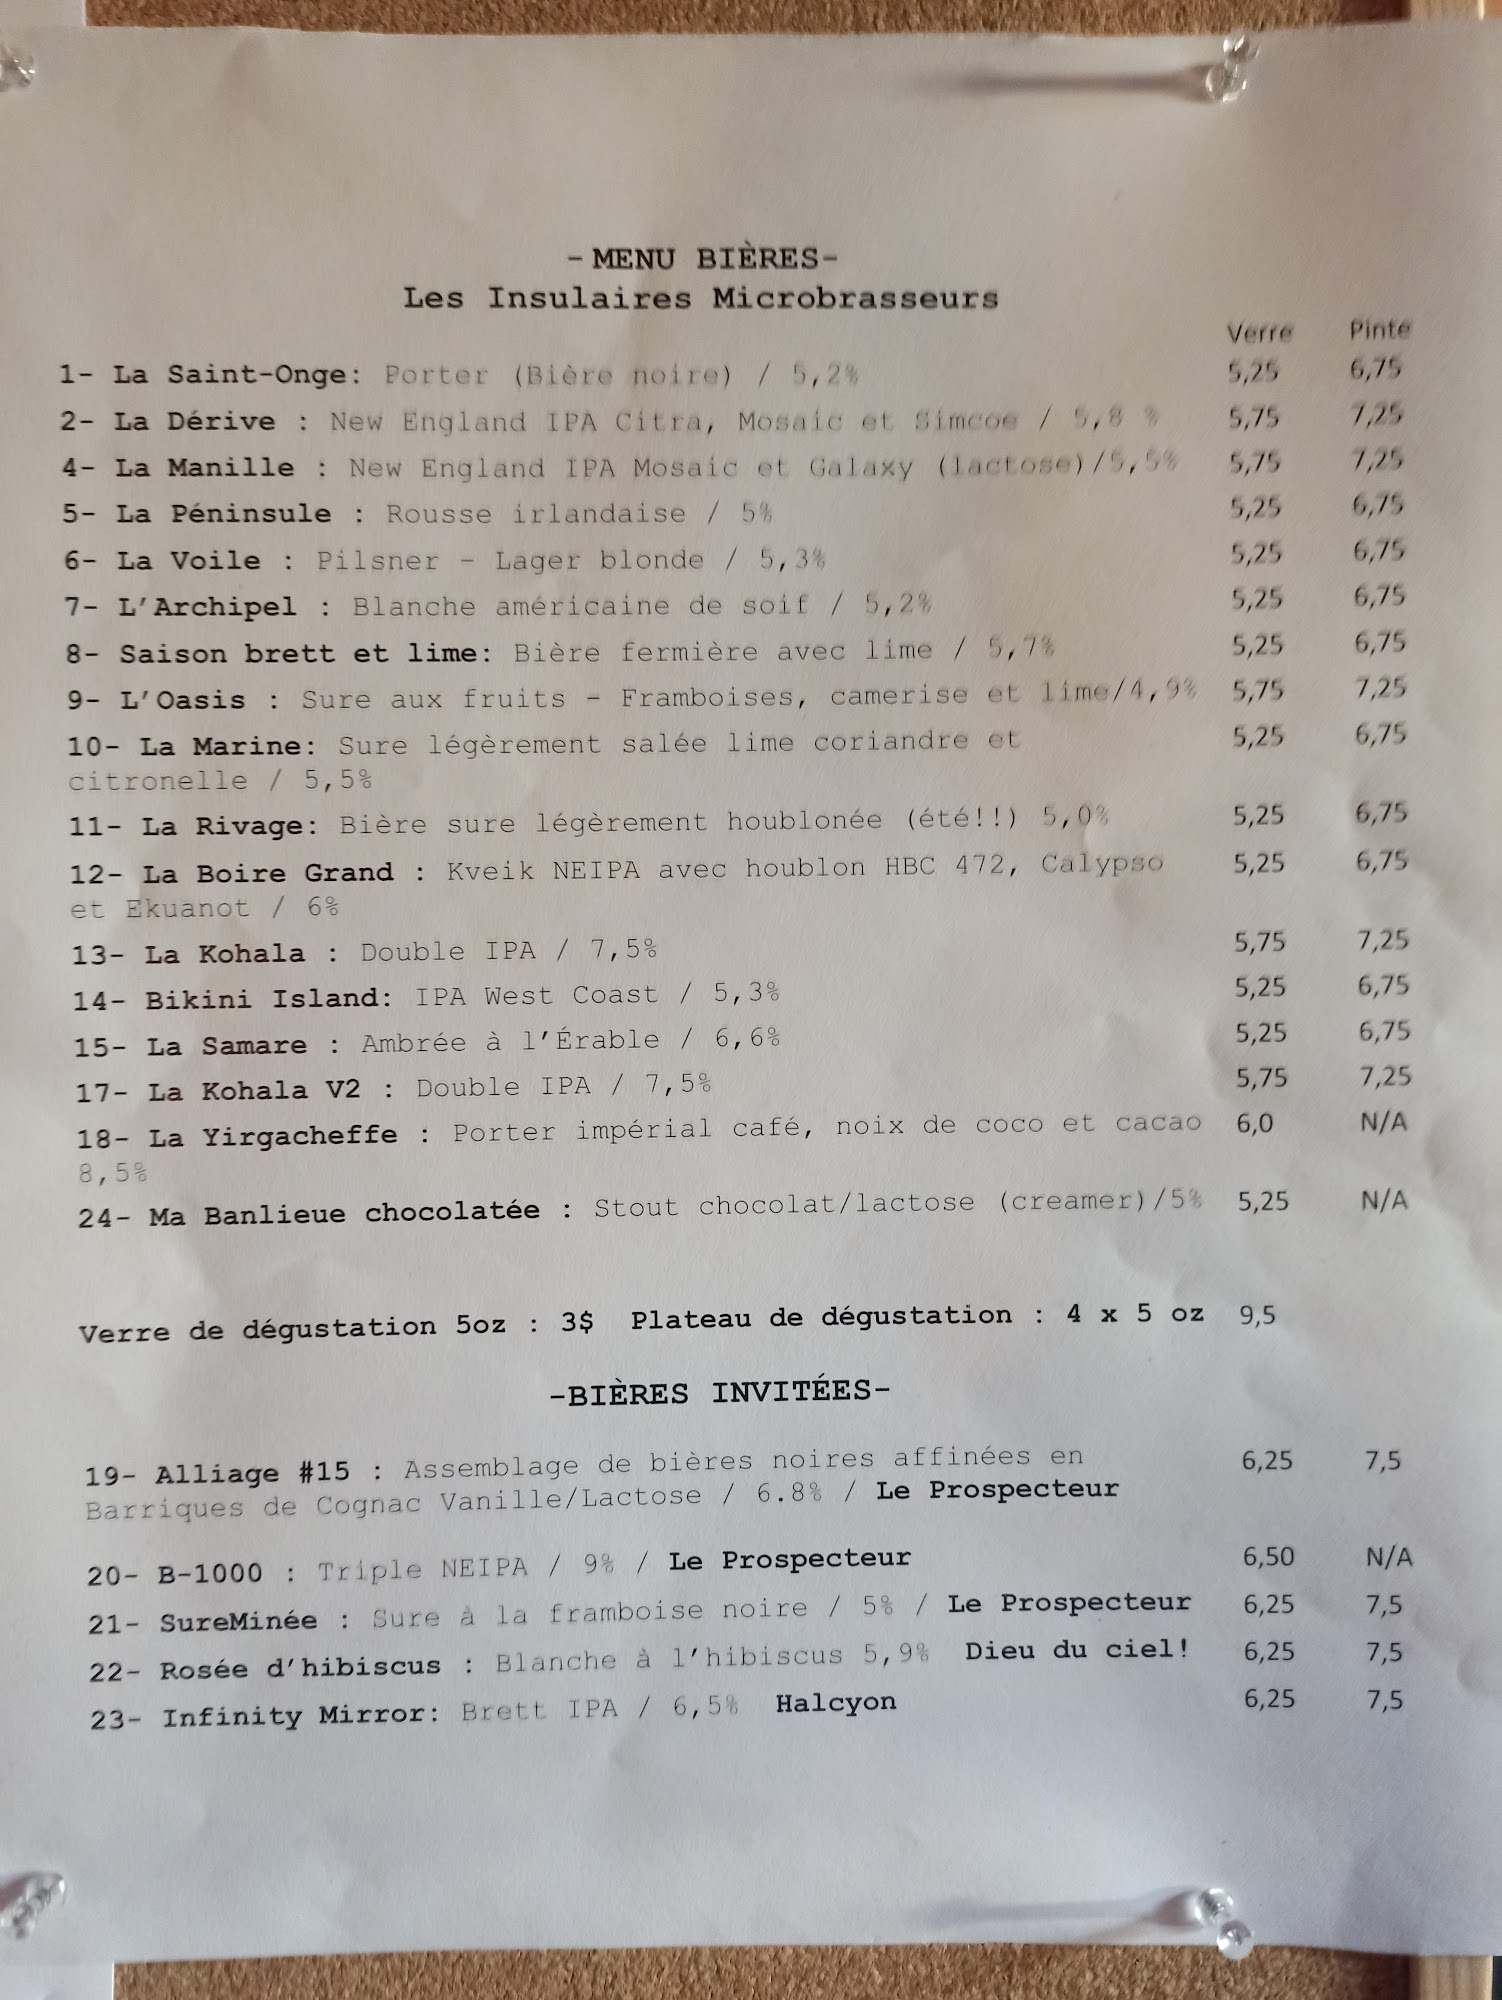 - MENU BIÈRES-
Les Insulaires Microbrasseurs
Verre Pinte
1- La Saint-Onge: Porter (Bière noire) / 5,2% 5,25 6,75
2- La Dérive : New England IPA Citra, Mosaic et Simcoe / 5,8 % 5,75 7,25
4- La Manille : New England IPA Mosaic et Galaxy (lactose)/5,5% 5,75 7,25
5- La Péninsule : Rousse irlandaise / 5% 5,25 6,75
6- La Voile : Pilsner - Lager blonde / 5,3% 5,25 6,75
7- L'Archipel : Blanche américaine de soif / 5,2% 5,25 6,75
8- Saison brett et lime: Bière fermière avec lime / 5,7% 5,25 6,75
9- L'Oasis : Sure aux fruits - Framboises, camerise et lime/4,9% 5,75 7,25
10- La Marine: Sure légèrement salée lime coriandre et 5,25 6,75
citronelle / 5,5%
11- La Rivage: Bière sure légèrement houblonée (été!!) 5,0% 5,25 6,75
12- La Boire Grand : Kveik NEIPA avec houblon HBC 472, Calypso 5,25 6,75
et Ekuanot / 6%
13- La Kohala : Double IPA / 7,5% 5,75 7,25
14- Bikini Island: IPA West Coast / 5,3% 5,25 6,75
15- La Samare : Ambrée à l'Érable / 6,6% 5,25 6,75
17- La Kohala V2 : Double IPA / 7,5% 5,75 7,25
18- La Yirgacheffe : Porter impérial café, noix de coco et cacao 6,0 N/A
8,5%
24- Ma Banlieue chocolatée : Stout chocolat/lactose (creamer)/5% 5,25 N/A
Verre de dégustation 5oz : 3$ Plateau de dégustation : 4 x 5 oz 9,5
-BIÈRES INVITÉES-
19- Alliage #15 : Assemblage de bières noires affinées en 6,25 7,5
Barriques de Cognac Vanille/Lactose / 6.8% / Le Prospecteur
20- B-1000 : Triple NEIPA / 9% / Le Prospecteur 6,50 N/A
21- SureMinée : Sure à la framboise noire / 5% / Le Prospecteur 6,25 7,5
22- Rosée d'hibiscus : Blanche à l'hibiscus 5,9% Dieu du ciel! 6,25 7,5
23- Infinity Mirror: Brett IPA / 6,5% Halcyon 6,25 7,5